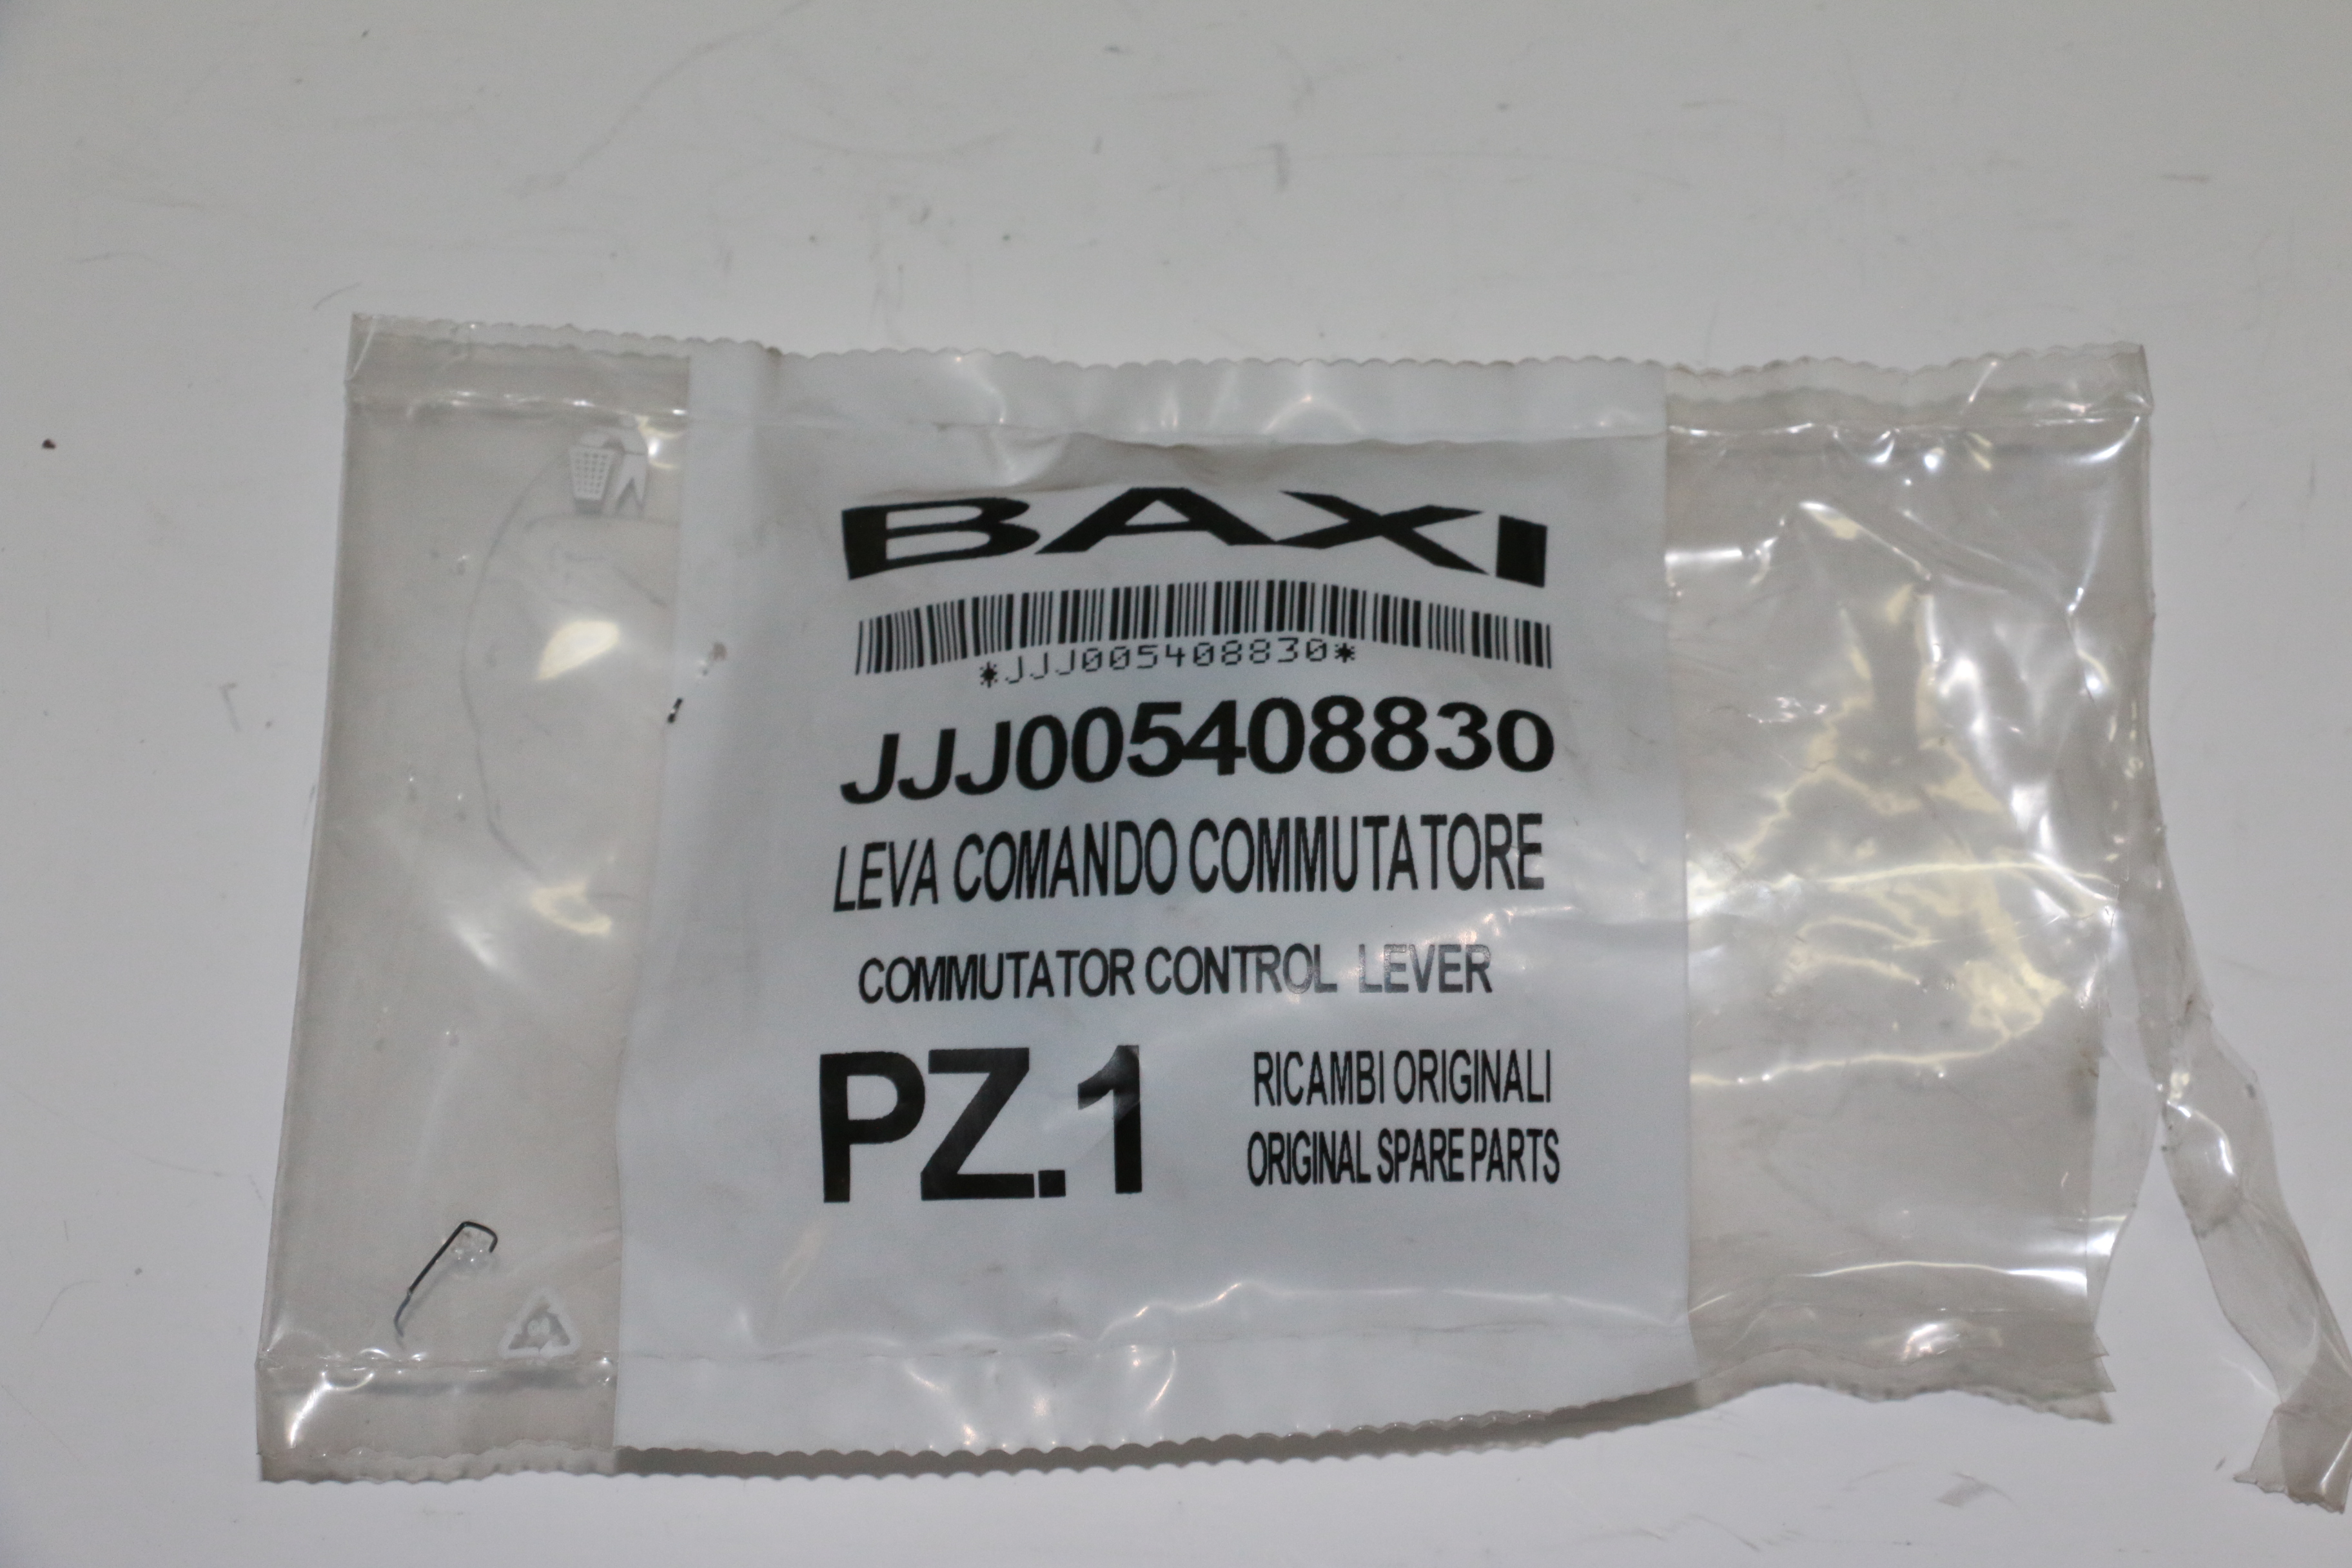 BAXI
*JJJ005408830*
JJJ005408830
LEVA COMANDO COMMUTATORE
COMMUTATOR CONTROL LEVER
PZ.1
RICAMBI ORIGINALI
ORIGINAL SPARE PARTS